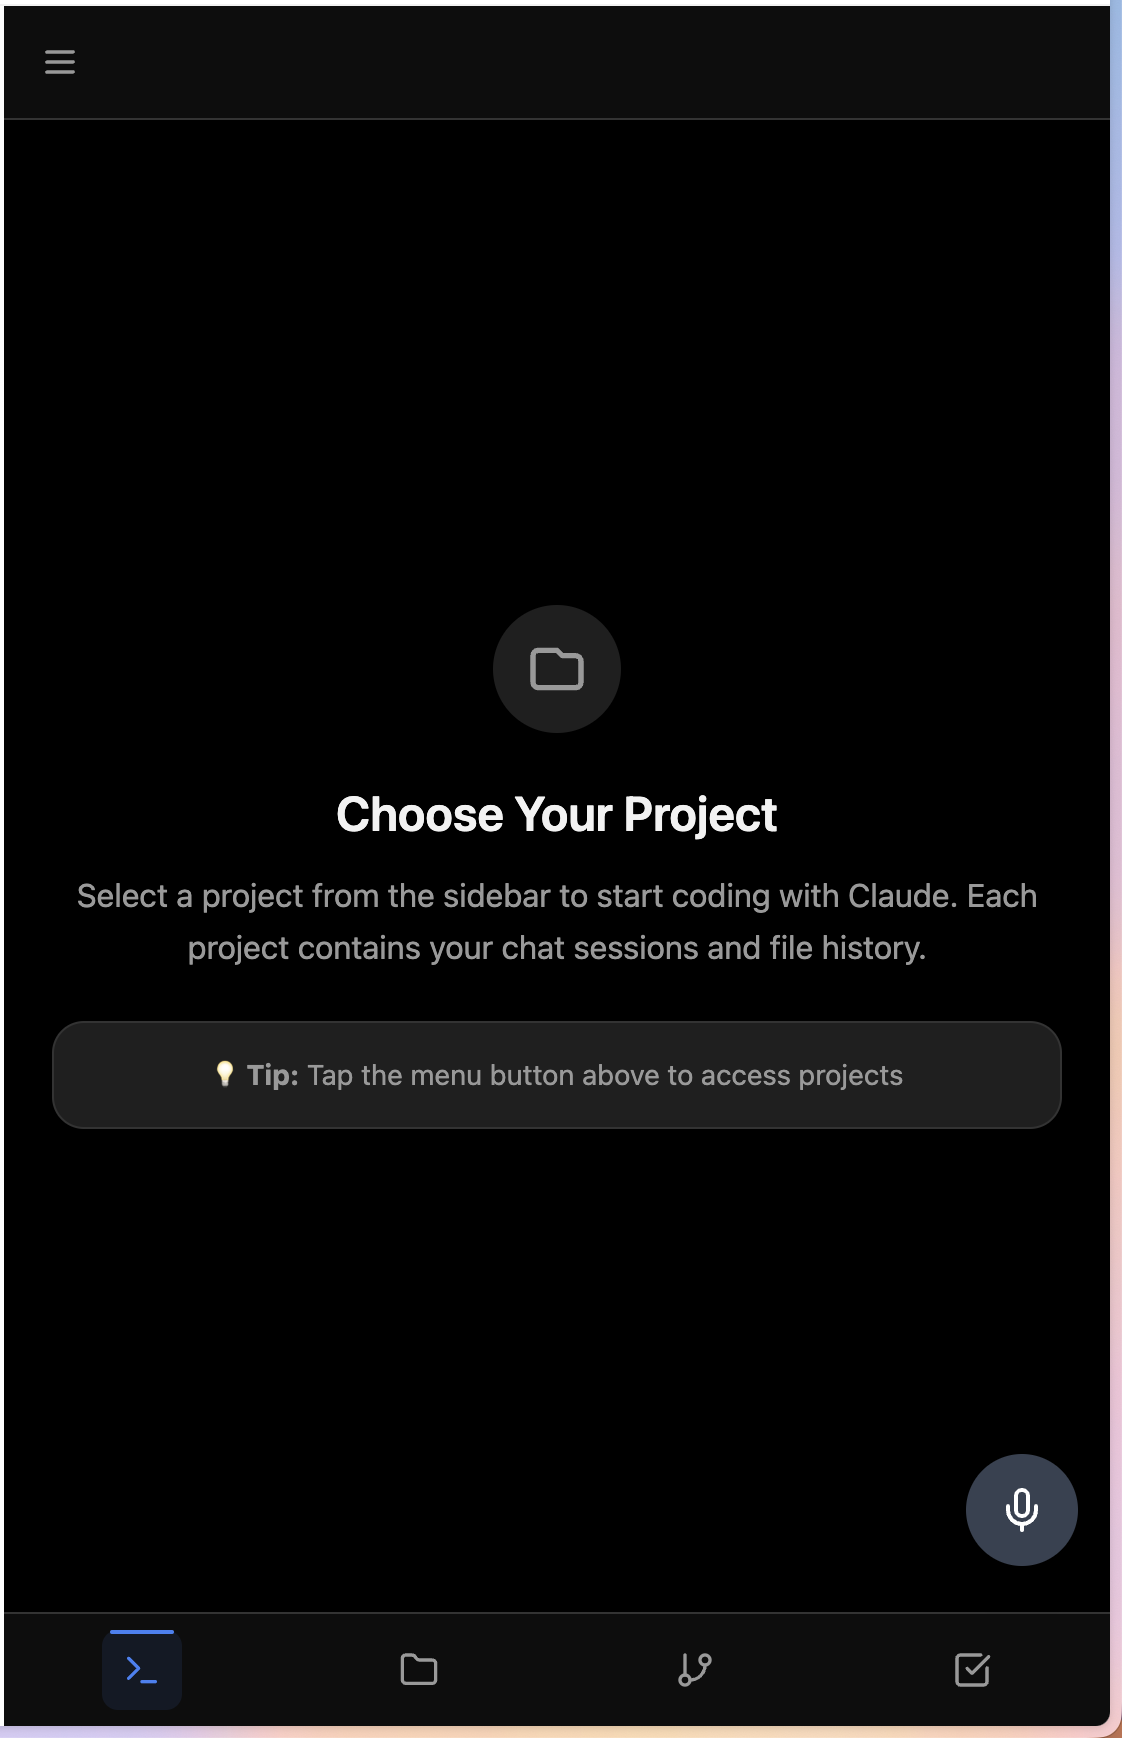 Choose Your Project
Select a project from the sidebar to start coding with Claude. Each
project contains your chat sessions and file history.
💡 Tip: Tap the menu button above to access projects